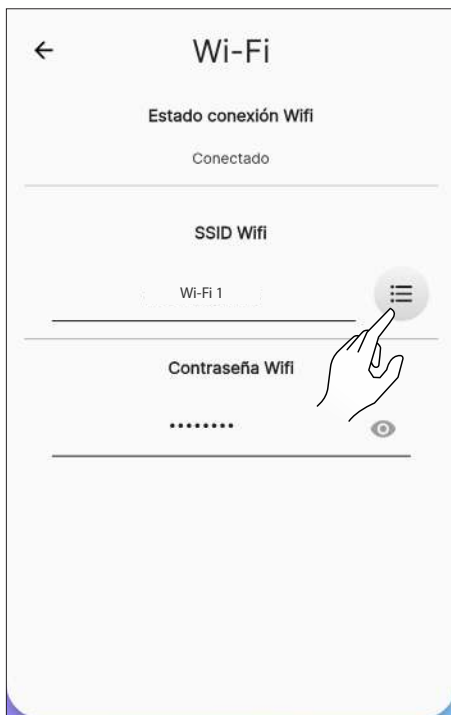 Wi-Fi
Estado conexión Wifi
Conectado
SSID Wifi
Wi-Fi 1
Contraseña Wifi
••••••••